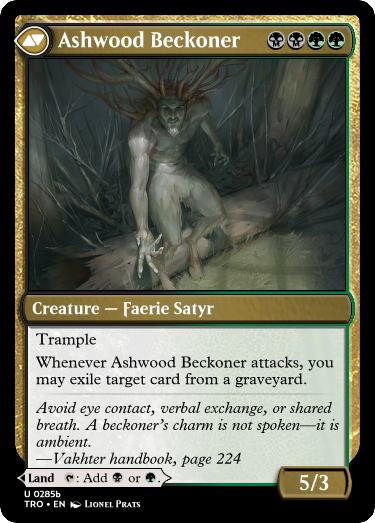 Ashwood Beckoner
Creature — Faerie Satyr
Trample
Whenever Ashwood Beckoner attacks, you
may exile target card from a graveyard.
Avoid eye contact, verbal exchange, or shared
breath. A beckoner's charm is not spoken—it is
ambient.
—Vakhter handbook, page 224
Land : Add or .
5/3
U 0285b
TRO • EN Lionel Prats